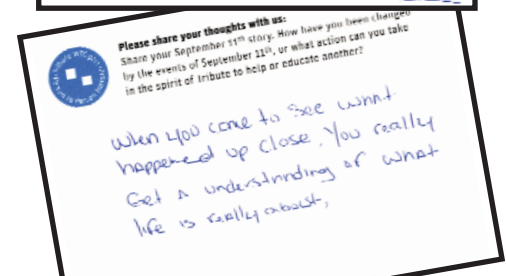 Please share your thoughts with us:
Share your September 11th story. How have you been changed
by the events of September 11th, or what action can you take
in the spirit of Tribute to help or educate another?
When you come to see what
happened up close. You really
Get a understanding of what
life is really about,